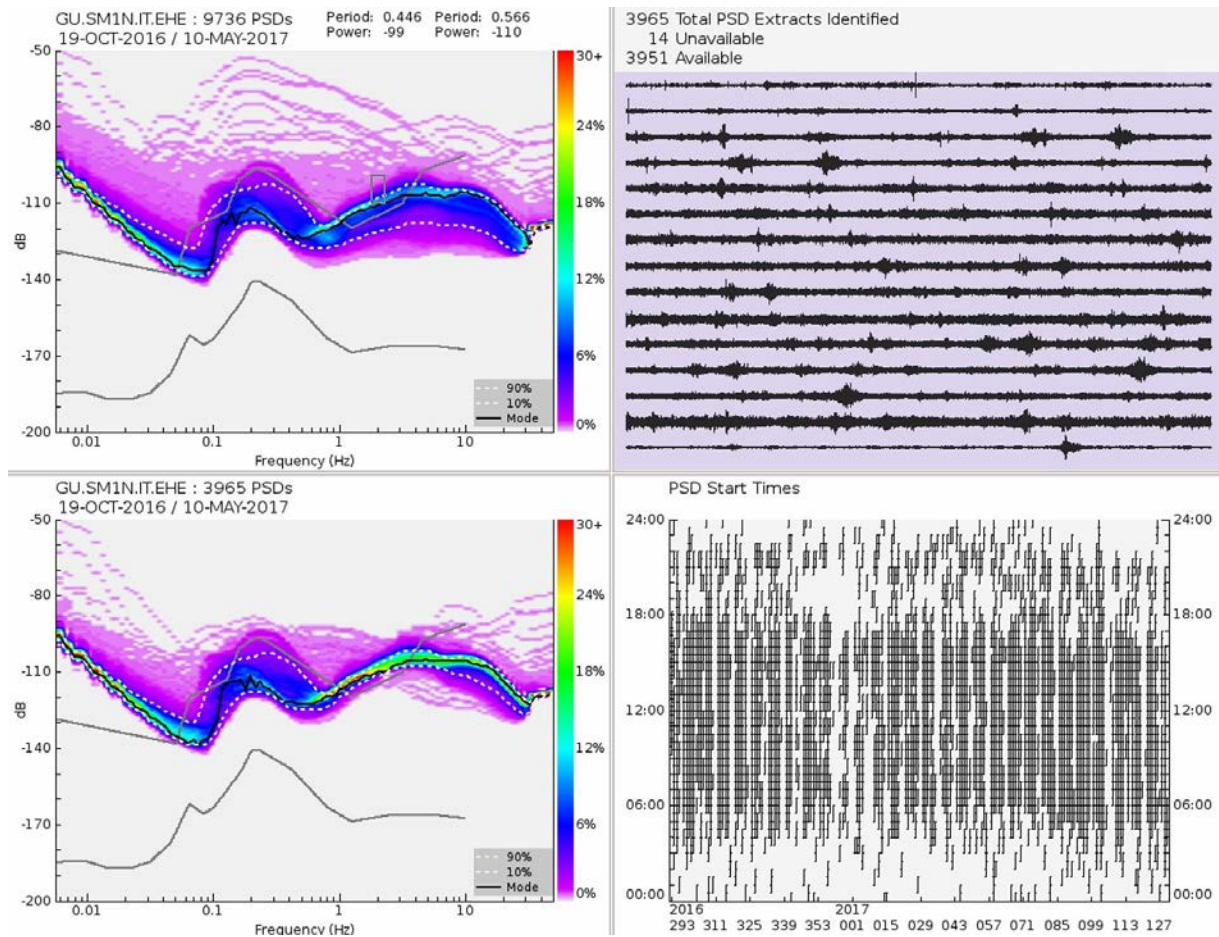 GU.SM1N.IT.EHE : 9736 PSDs
19-OCT-2016 / 10-MAY-2017
Period: 0.446 Period: 0.566
Power: -99 Power: -110
-50
-80
-110
dB
-140
-170
-200
30+
24%
18%
12%
6%
0%
90%
10%
Mode
0.01 0.1 1 10
Frequency (Hz)
3965 Total PSD Extracts Identified
14 Unavailable
3951 Available
GU.SM1N.IT.EHE : 3965 PSDs
19-OCT-2016 / 10-MAY-2017
-50
-80
-110
dB
-140
-170
-200
30+
24%
18%
12%
6%
0%
90%
10%
Mode
0.01 0.1 1 10
Frequency (Hz)
PSD Start Times
24:00 24:00
18:00 18:00
12:00 12:00
06:00 06:00
00:00 00:00
2016 2017
293 311 325 339 353 001 015 029 043 057 071 085 099 113 127